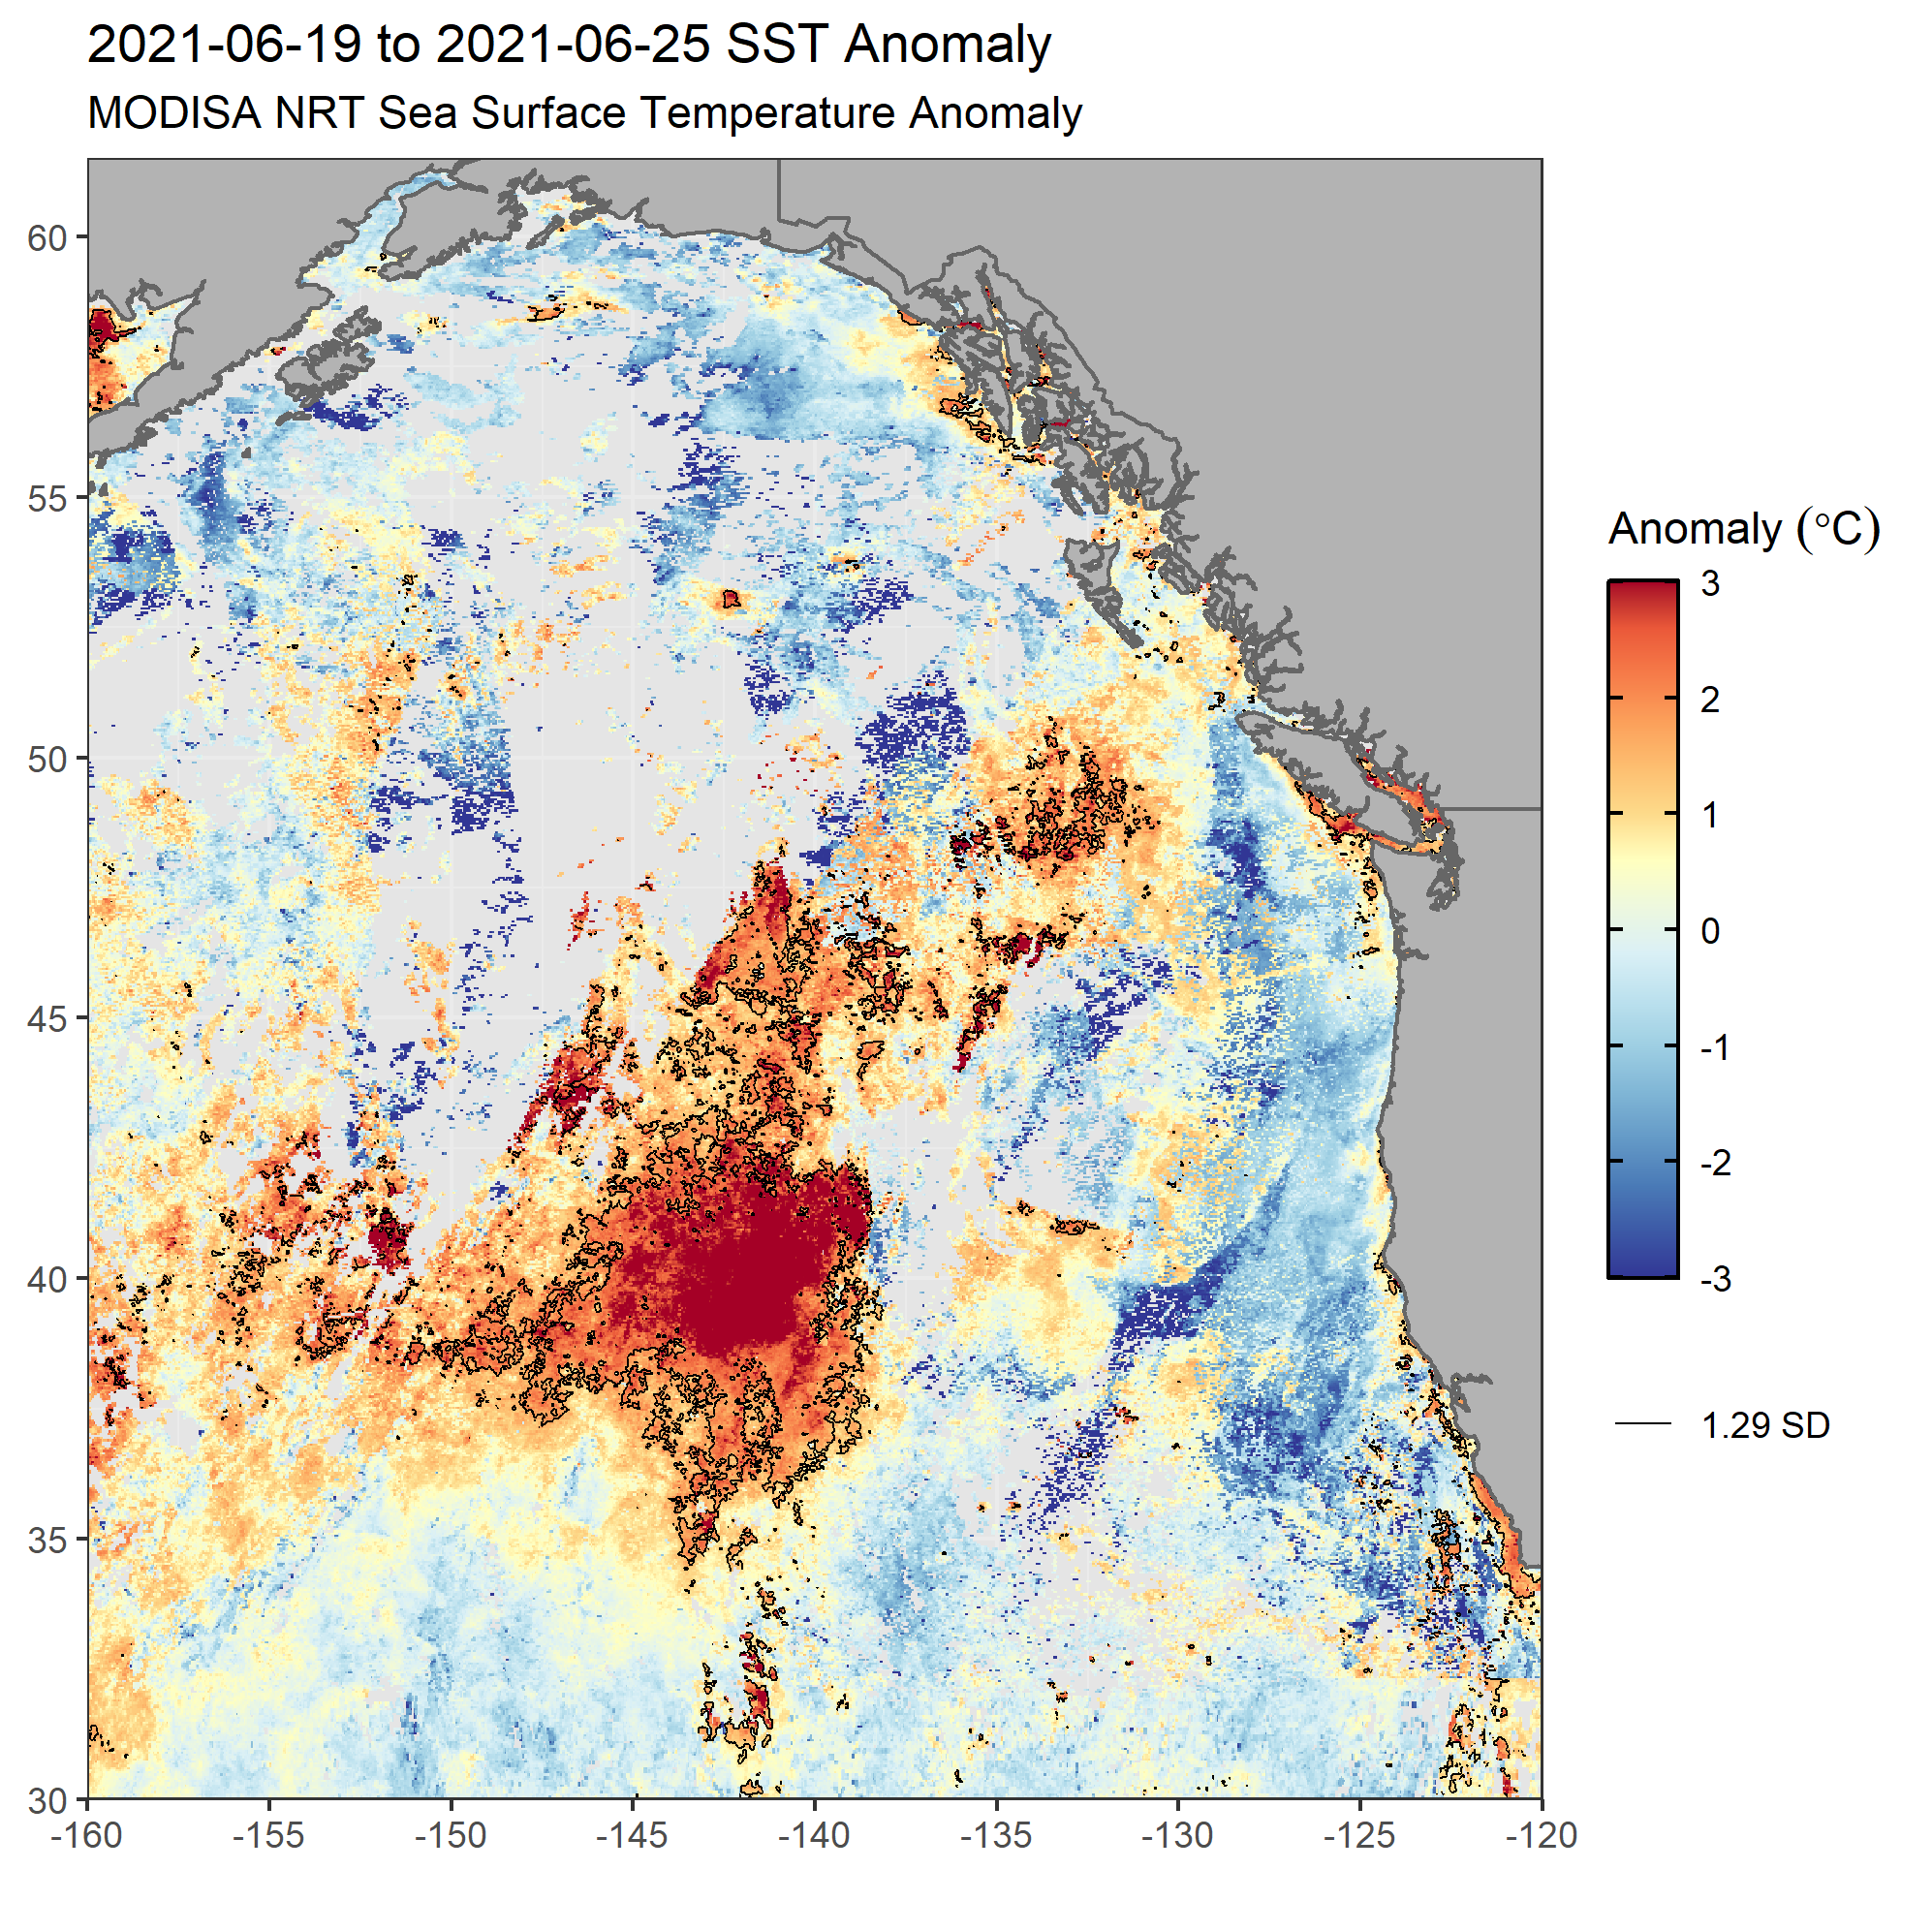 2021-06-19 to 2021-06-25 SST Anomaly
MODISA NRT Sea Surface Temperature Anomaly
60
55
50
45
40
35
30
-160 -155 -150 -145 -140 -135 -130 -125 -120
Anomaly (°C)
3
2
1
0
-1
-2
-3
1.29 SD